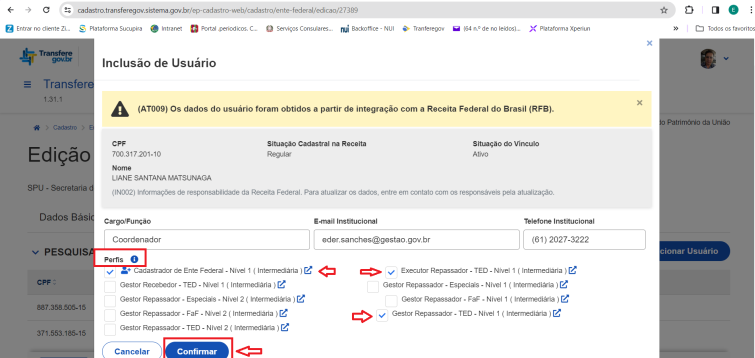 cadastro.transferegov.sistema.gov.br/ep-cadastro-web/cadastro/ente-federal/edicao/27389
Entrar no cliente Zi... Plataforma Sucupira Intranet Portal .periodicos. C... Serviços Consulares... Backoffice - NUI Tranferegov (64 n.º de no leídos)... Plataforma Xperiun » Todos os favoritos
Transfere gov.br
Inclusão de Usuário ×
Transfere
1.31.1
(AT009) Os dados do usuário foram obtidos a partir de integração com a Receita Federal do Brasil (RFB). ×
Cadastro
do Patrimônio da União
Edição
CPF Situação Cadastral na Receita Situação do Vínculo
700.317.201-10 Regular Ativo
Nome
LIANE SANTANA MATSUNAGA
SPU - Secretaria d
(IN002) Informações de responsabilidade da Receita Federal. Para atualizar os dados, entre em contato com os responsáveis pela atualização.
Dados Básic
Cargo/Função E-mail Institucional Telefone Institucional
Coordenador eder.sanches@gestao.gov.br (61) 2027-3222
PESQUISA
cionar Usuário
Perfis
Cadastrador de Ente Federal - Nível 1 ( Intermediária ) Executor Repassador - TED - Nível 1 ( Intermediária )
CPF
Gestor Recebedor - TED - Nível 1 ( Intermediária ) Gestor Repassador - Especiais - Nível 1 ( Intermediária )
Gestor Repassador - Especiais - Nível 2 ( Intermediária ) Gestor Repassador - FaF - Nível 1 ( Intermediária )
887.358.505-15
Gestor Repassador - FaF - Nível 2 ( Intermediária ) Gestor Repassador - TED - Nível 1 ( Intermediária )
371.553.185-15
Gestor Repassador - TED - Nível 2 ( Intermediária )
Cancelar Confirmar